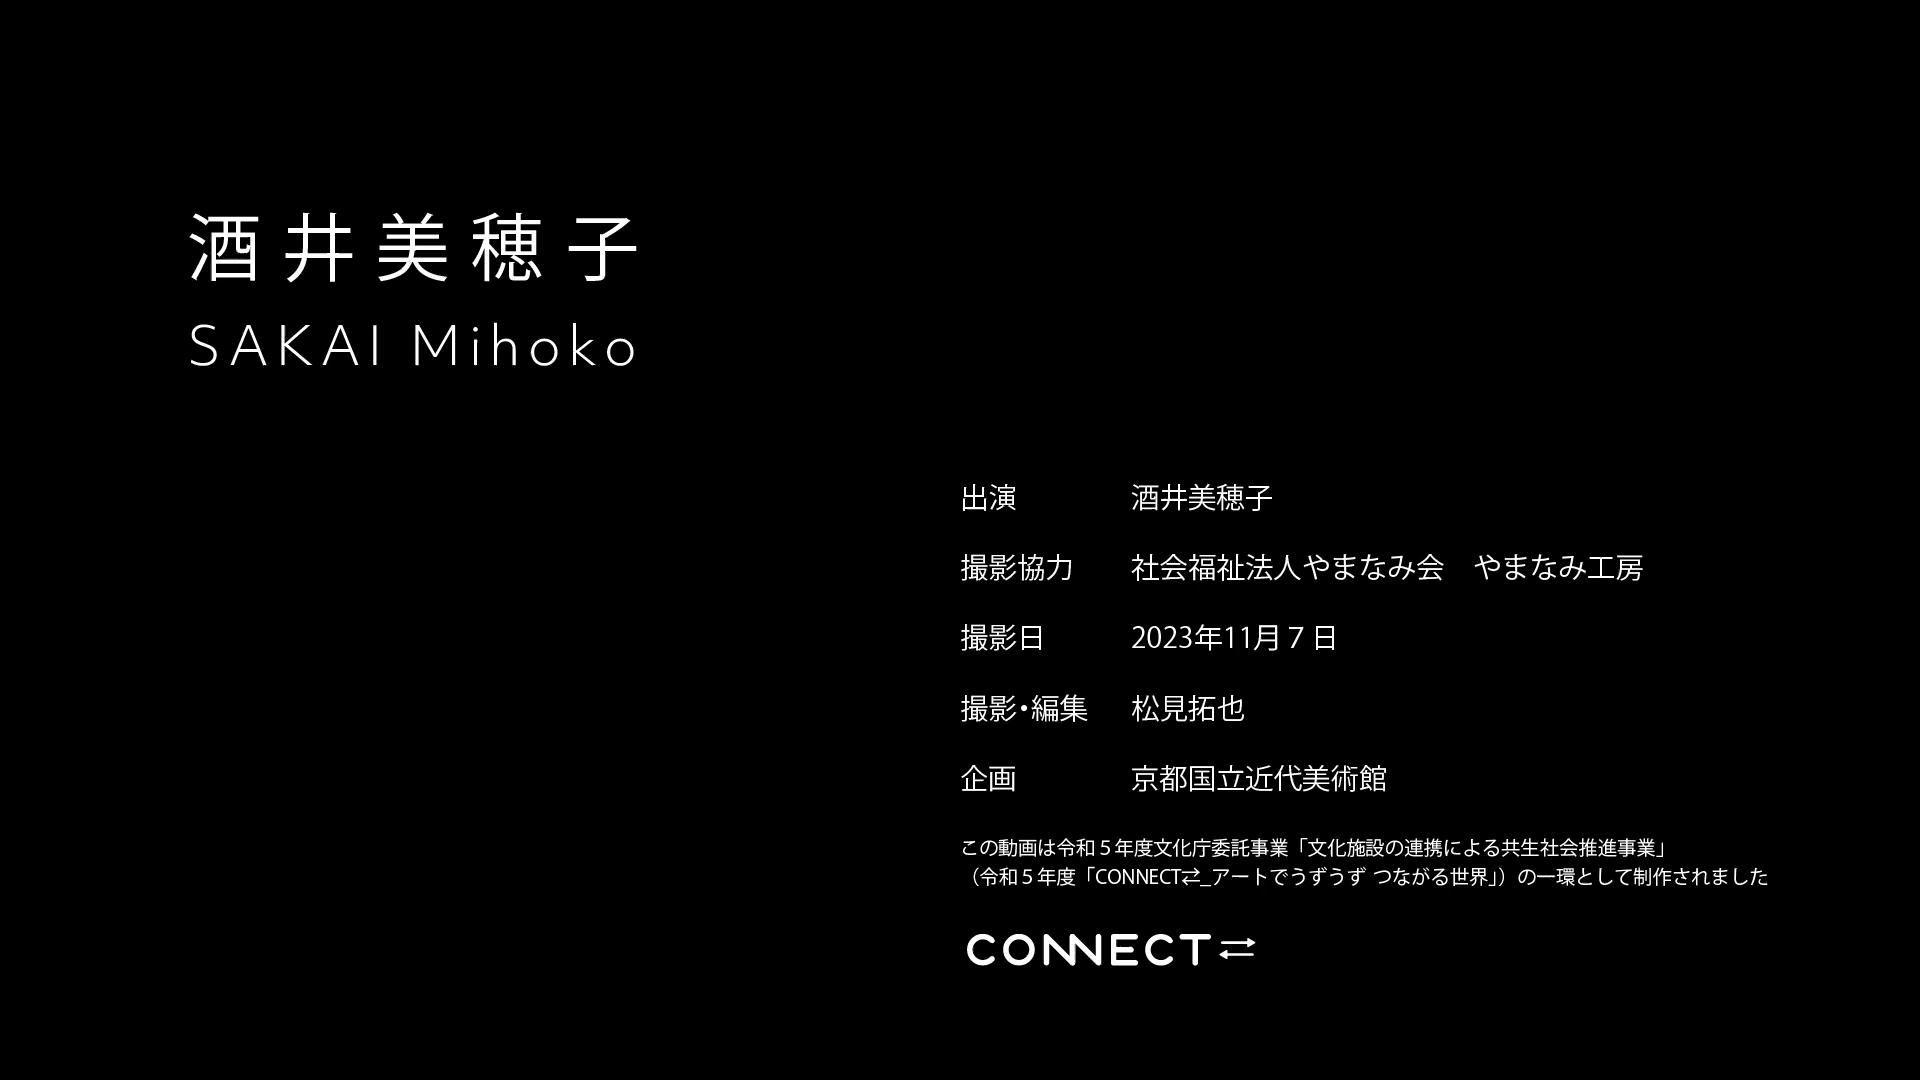 酒井美穂子
SAKAI Mihoko
出演　酒井美穂子
撮影協力　社会福祉法人やまなみ会　やまなみ工房
撮影日　2023年11月７日
撮影・編集　松見拓也
企画　京都国立近代美術館
この動画は令和５年度文化庁委託事業「文化施設の連携による共生社会推進事業」
（令和５年度「CONNECT⇄_アートでうずうず つながる世界」）の一環として制作されました
CONNECT⇄